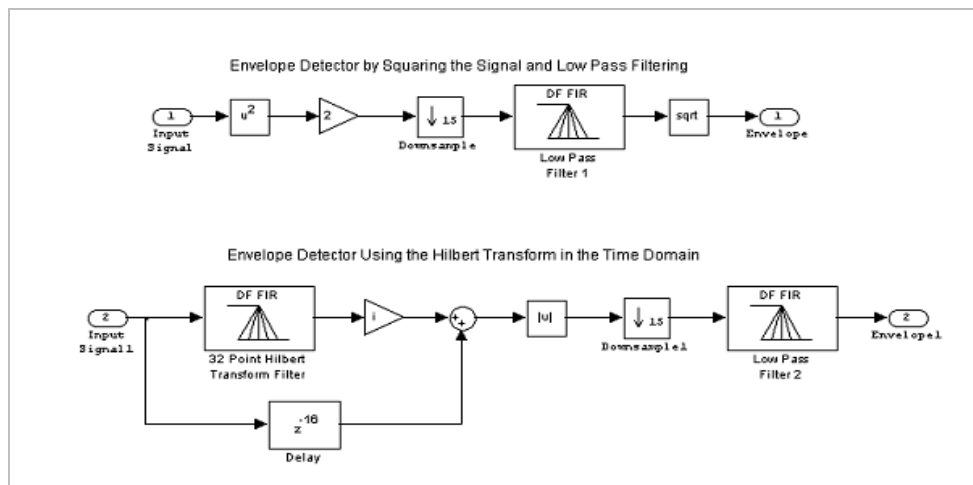 Envelope Detector by Squaring the Signal and Low Pass Filtering
1
Input
Signal
u²
2
↓ 15
Downsample
DF FIR
Low Pass
Filter 1
sqrt
1
Envelope
Envelope Detector Using the Hilbert Transform in the Time Domain
2
Input
Signal1
DF FIR
32 Point Hilbert
Transform Filter
i
+
+
|u|
↓ 15
Downsample1
DF FIR
Low Pass
Filter 2
2
Envelope1
z⁻¹⁶
Delay